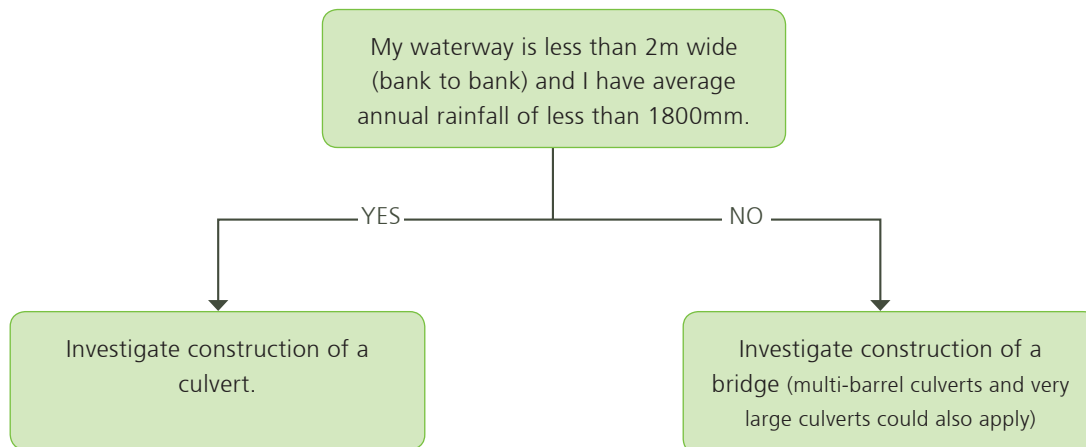 My waterway is less than 2m wide
(bank to bank) and I have average
annual rainfall of less than 1800mm.
YES
NO
Investigate construction of a
culvert.
Investigate construction of a
bridge (multi-barrel culverts and very
large culverts could also apply)